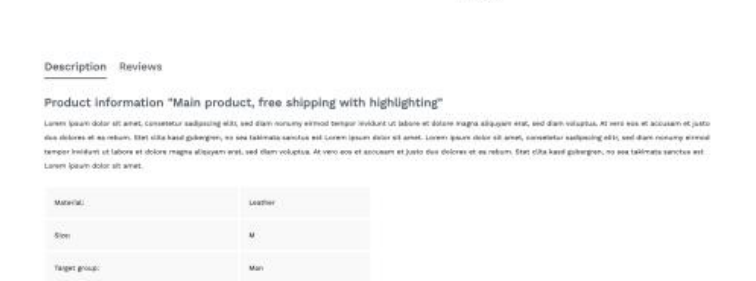 Description Reviews
Product information "Main product, free shipping with highlighting"
Lorem ipsum dolor sit amet, consetetur sadipscing elitr, sed diam nonumy eirmod tempor invidunt ut labore et dolore magna aliquyam erat, sed diam voluptua. At vero eos et accusam et justo
duo dolores et ea rebum. Stet clita kasd gubergren, no sea takimata sanctus est Lorem ipsum dolor sit amet. Lorem ipsum dolor sit amet, consetetur sadipscing elitr, sed diam nonumy eirmod
tempor invidunt ut labore et dolore magna aliquyam erat, sed diam voluptua. At vero eos et accusam et justo duo dolores et ea rebum. Stet clita kasd gubergren, no sea takimata sanctus est
Lorem ipsum dolor sit amet.
Material: Leather
Size: M
Target group: Man